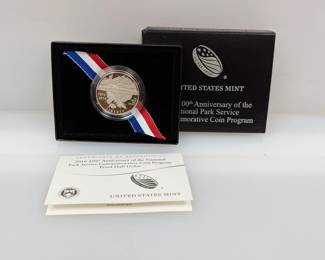 UNITED STATES MINT
100th Anniversary of the
National Park Service
Commemorative Coin Program
2016 100th Anniversary of the National
Park Service Commemorative Coin Program
Proof Half Dollar
UNITED STATES MINT